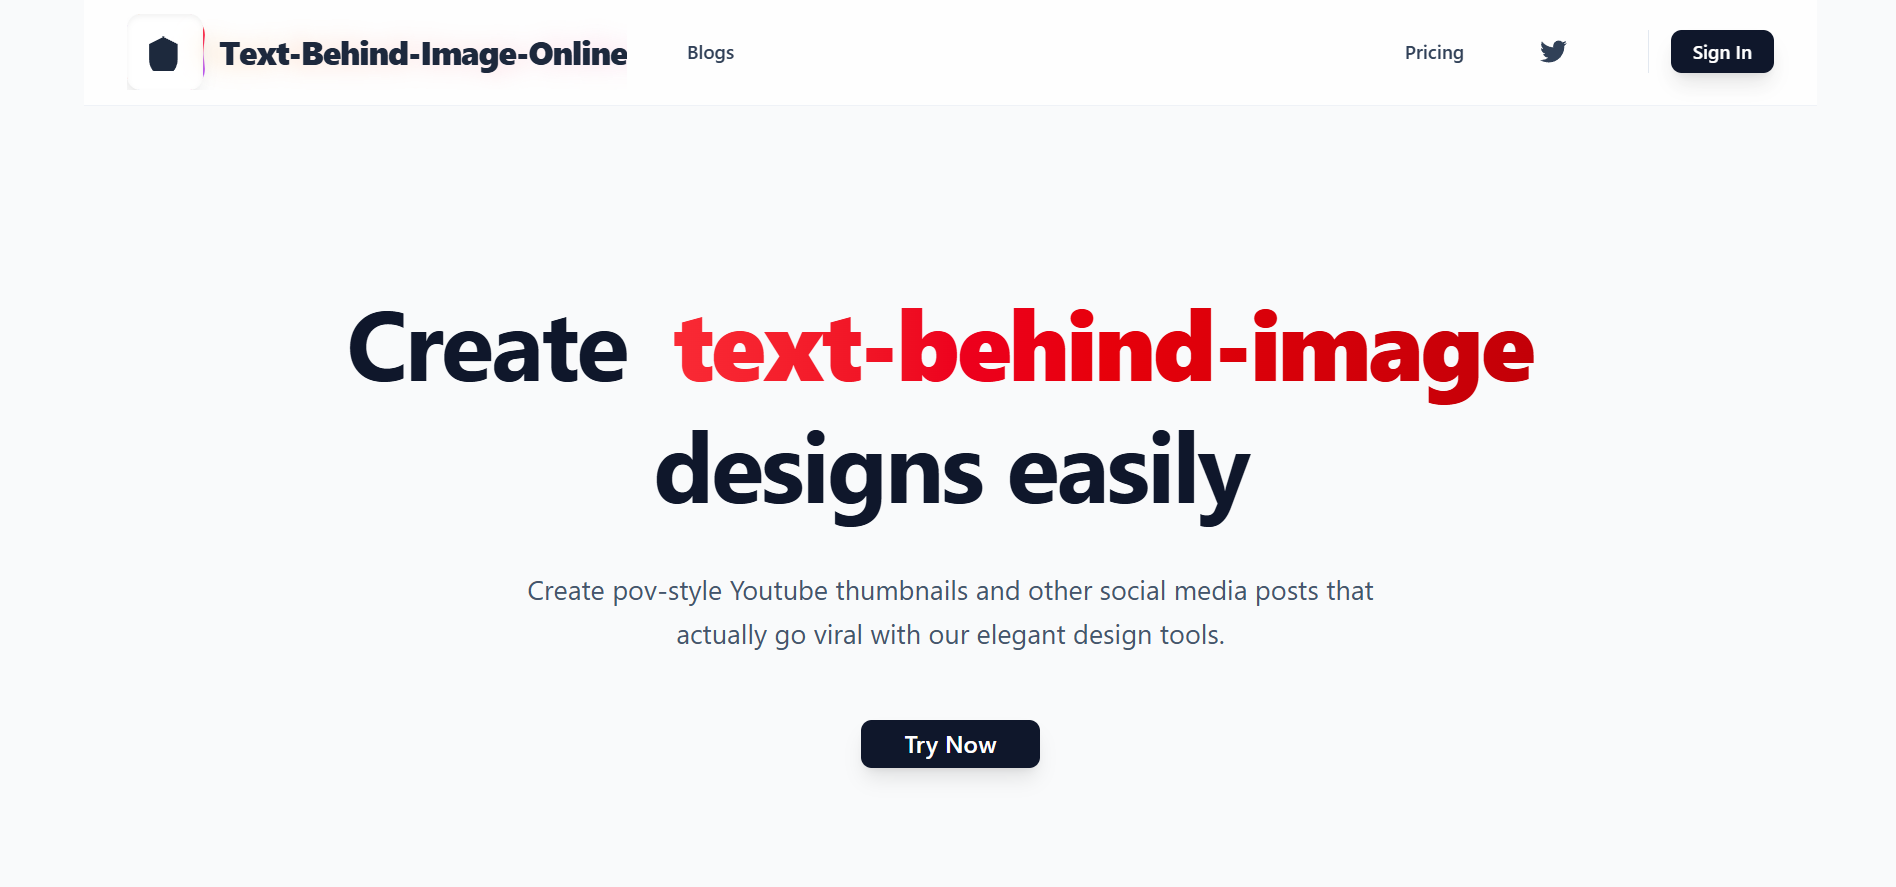 Text-Behind-Image-Online
Blogs
Pricing
Sign In
Create text-behind-image
designs easily
Create pov-style Youtube thumbnails and other social media posts that
actually go viral with our elegant design tools.
Try Now